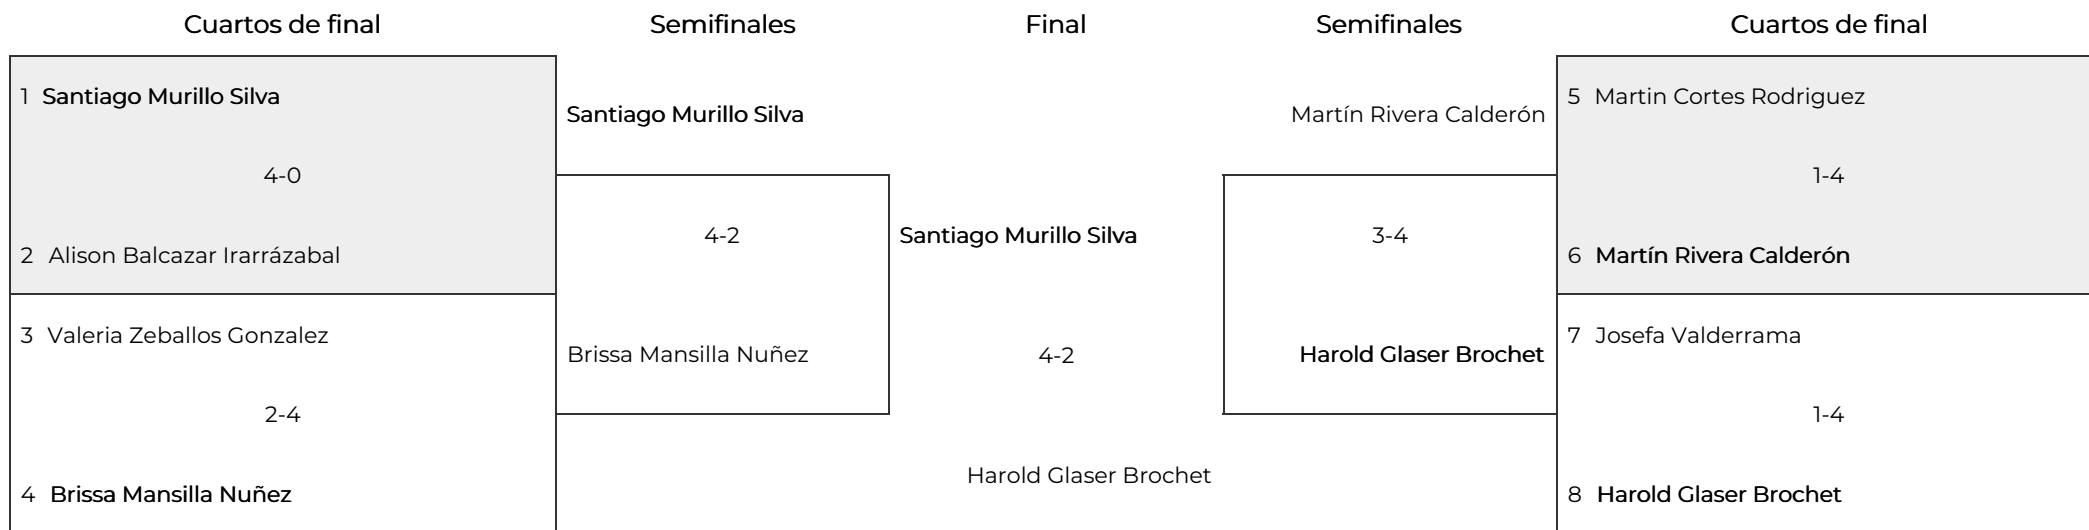 Cuartos de final
Semifinales
Final
Semifinales
Cuartos de final
1 Santiago Murillo Silva
4-0
2 Alison Balcazar Irarrázabal
3 Valeria Zeballos Gonzalez
2-4
4 Brissa Mansilla Nuñez
Santiago Murillo Silva
4-2
Brissa Mansilla Nuñez
Santiago Murillo Silva
4-2
Harold Glaser Brochet
Martín Rivera Calderón
3-4
Harold Glaser Brochet
5 Martin Cortes Rodriguez
1-4
6 Martín Rivera Calderón
7 Josefa Valderrama
1-4
8 Harold Glaser Brochet